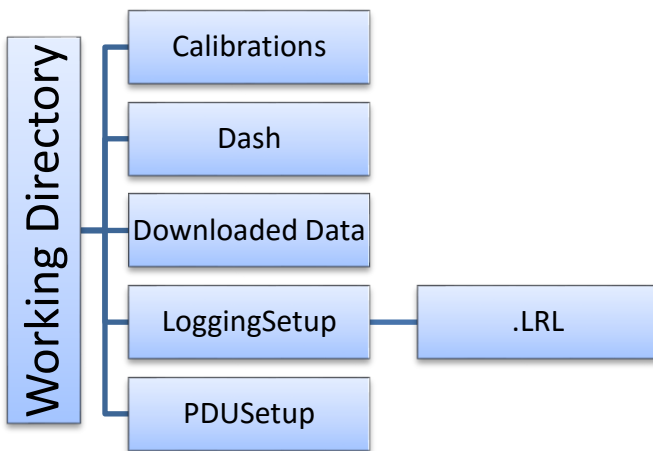 Working Directory
Calibrations
Dash
Downloaded Data
LoggingSetup
.LRL
PDUSetup